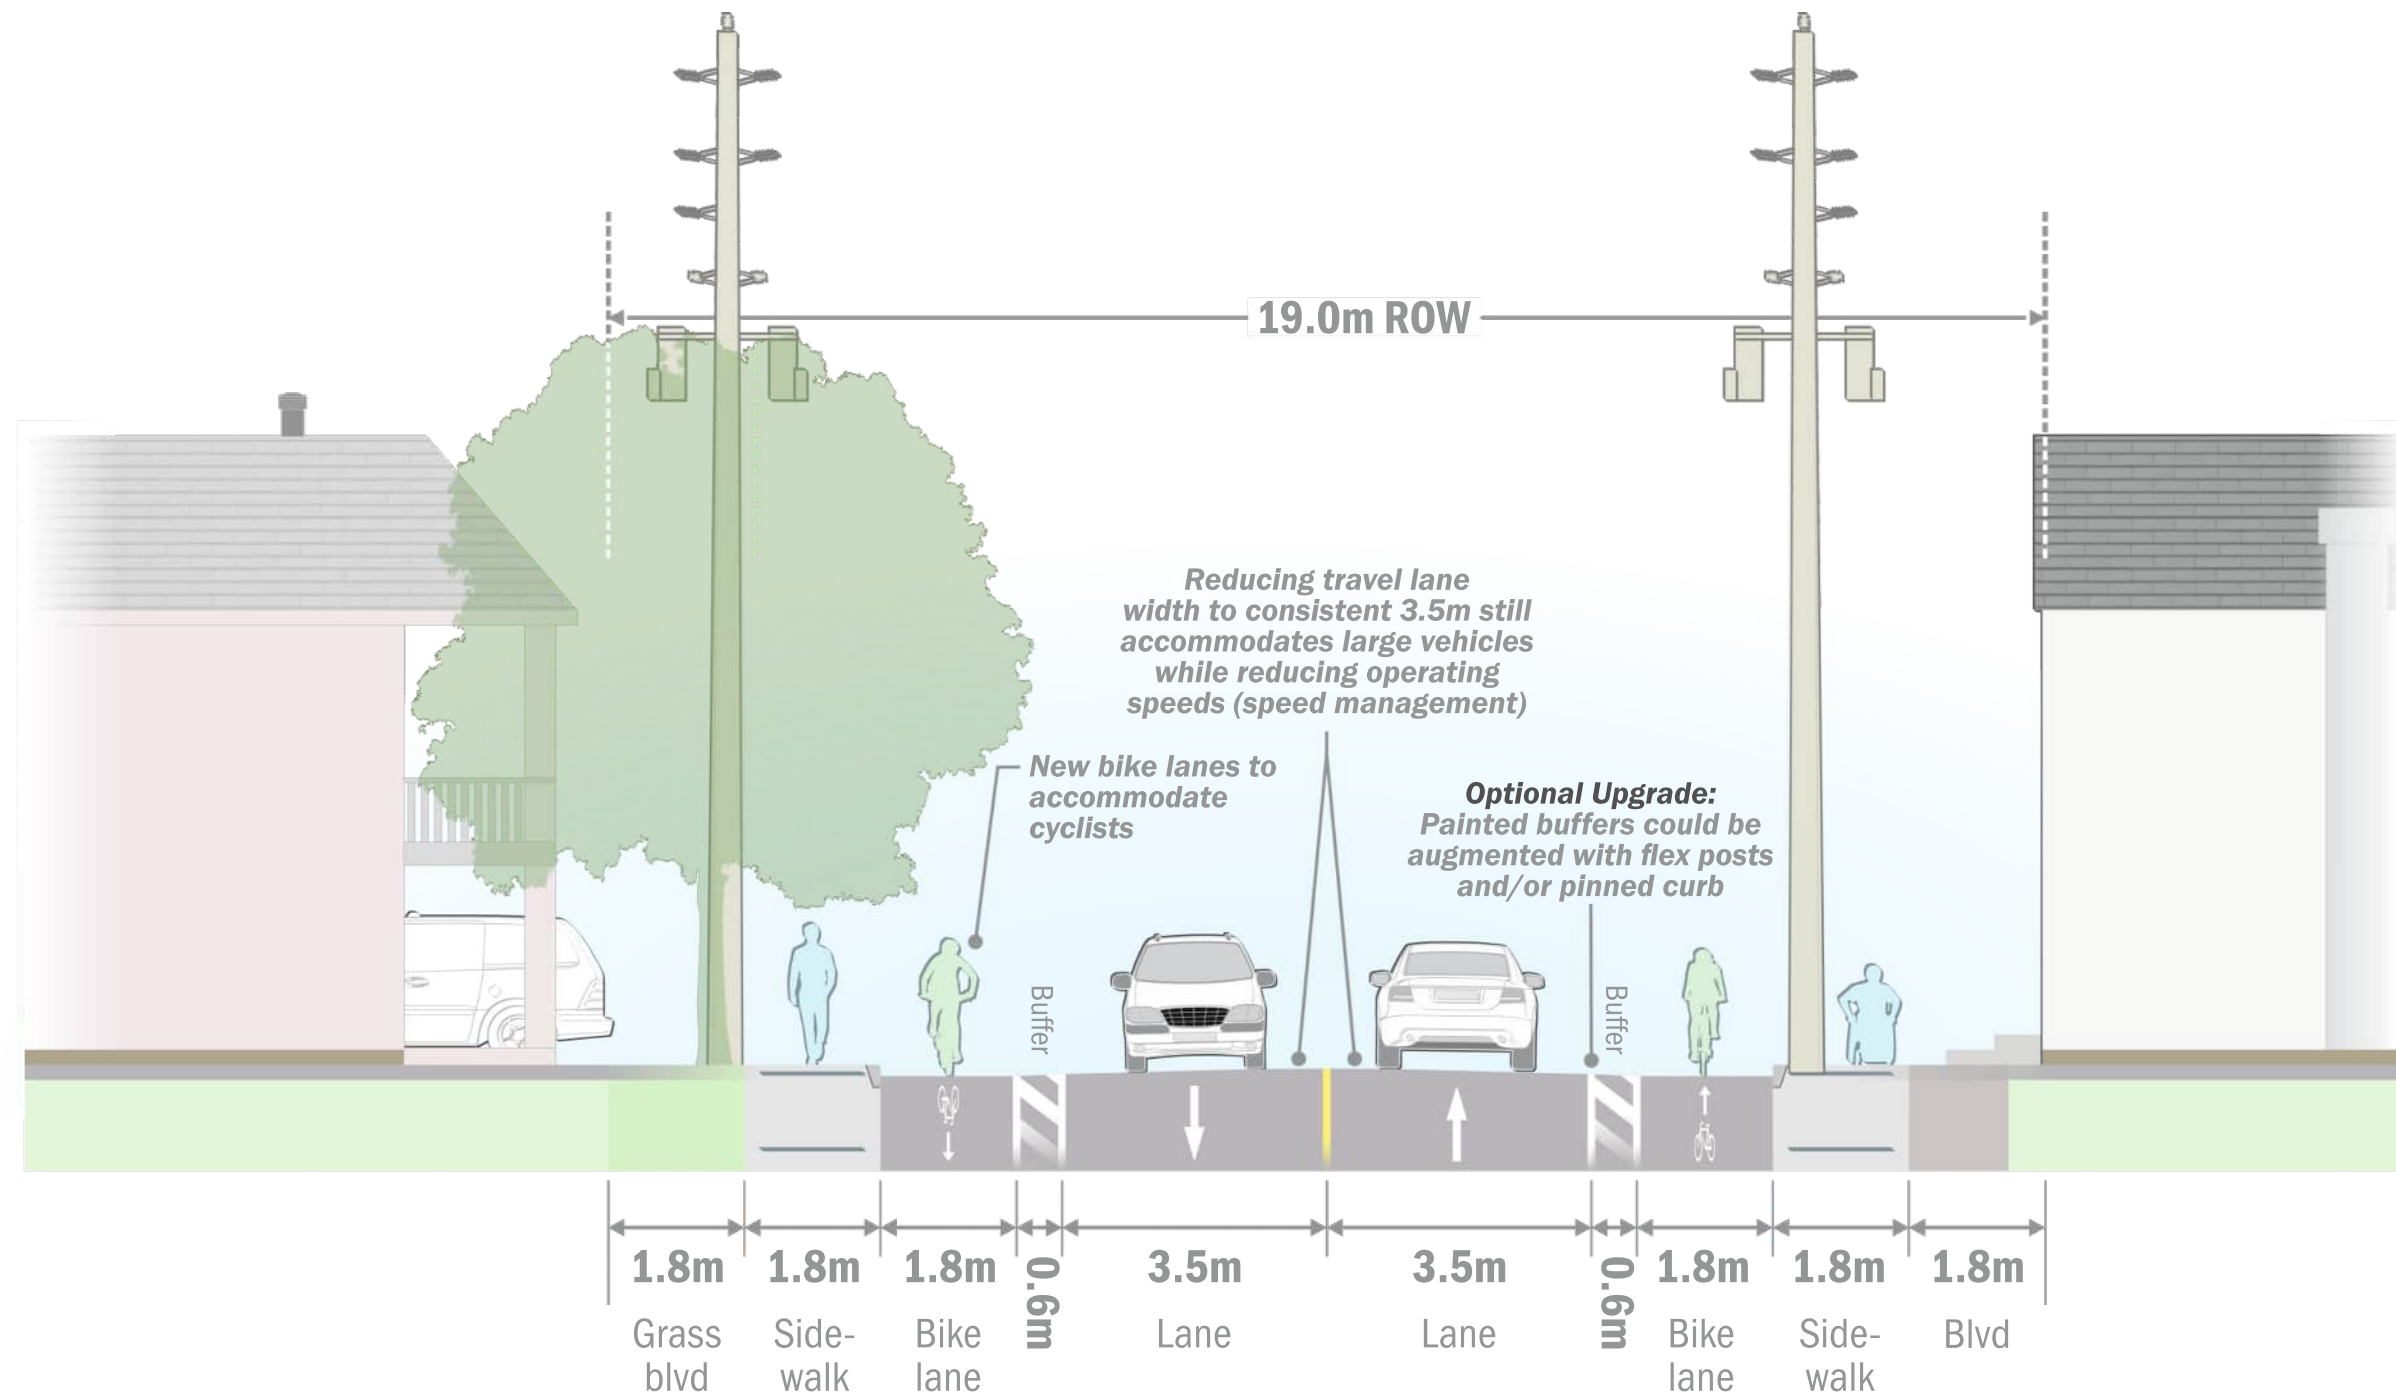 19.0m ROW
Reducing travel lane
width to consistent 3.5m still
accommodates large vehicles
while reducing operating
speeds (speed management)
New bike lanes to
accommodate
cyclists
Optional Upgrade:
Painted buffers could be
augmented with flex posts
and/or pinned curb
Buffer
Buffer
1.8m
Grass
blvd
1.8m
Side-
walk
1.8m
Bike
lane
0.6m
3.5m
Lane
3.5m
Lane
0.6m
1.8m
Bike
lane
1.8m
Side-
walk
1.8m
Blvd